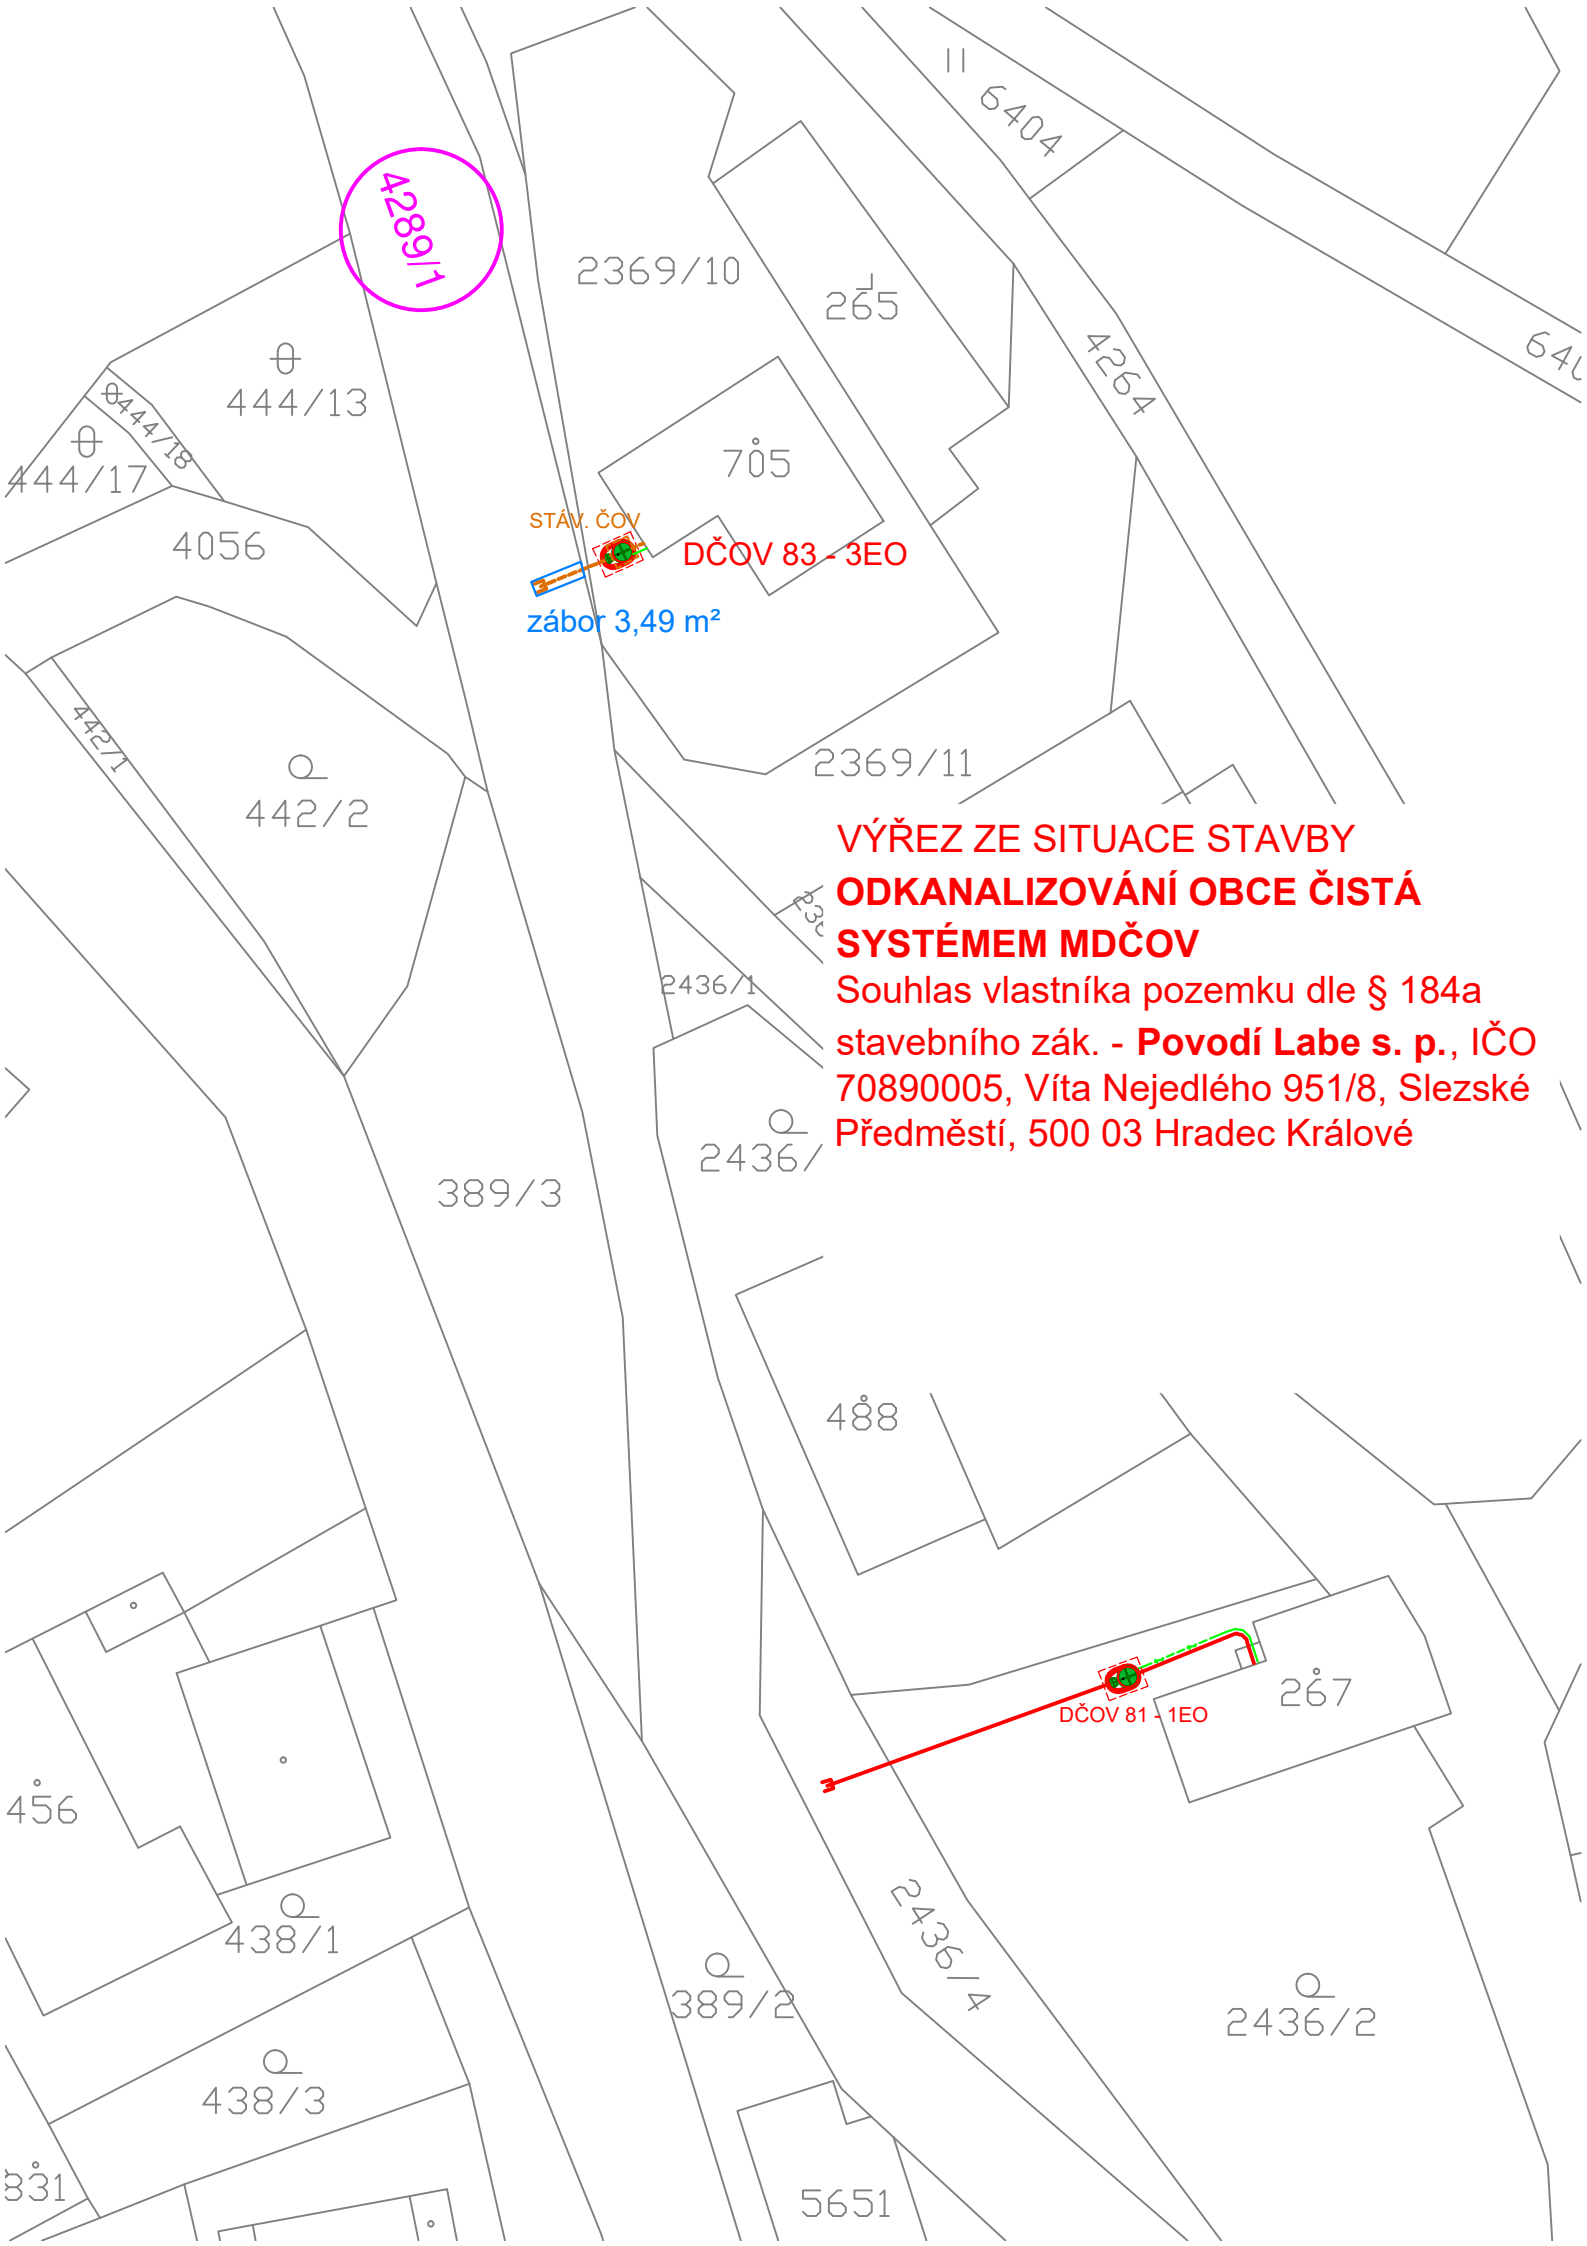 6404
4289/1
2369/10
265
4264
444/13
444/18
444/17
705
STÁV. ČOV
4056
DČOV 83 - 3EO
zábor 3,49 m²
442/1
2369/11
442/2
VÝŘEZ ZE SITUACE STAVBY
ODKANALIZOVÁNÍ OBCE ČISTÁ
SYSTÉMEM MDČOV
Souhlas vlastníka pozemku dle § 184a
stavebního zák. - Povodí Labe s. p., IČO
70890005, Víta Nejedlého 951/8, Slezské
Předměstí, 500 03 Hradec Králové
2436/1
2436/
389/3
488
267
DČOV 81 - 1EO
456
438/1
2436/4
389/2
2436/2
438/3
831
5651